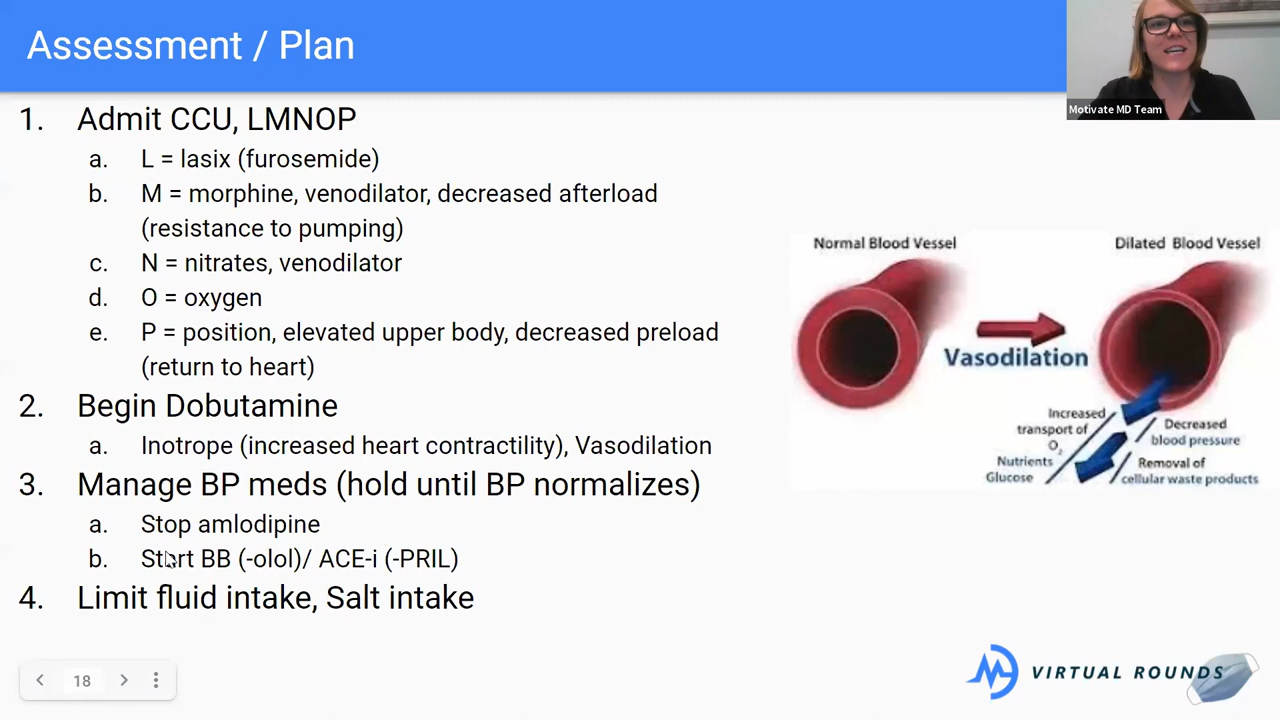 Assessment / Plan
Motivate MD Team
1. Admit CCU, LMNOP
a. L = lasix (furosemide)
b. M = morphine, venodilator, decreased afterload
(resistance to pumping)
c. N = nitrates, venodilator
d. O = oxygen
e. P = position, elevated upper body, decreased preload
(return to heart)
2. Begin Dobutamine
a. Inotrope (increased heart contractility), Vasodilation
3. Manage BP meds (hold until BP normalizes)
a. Stop amlodipine
b. Start BB (-olol)/ ACE-i (-PRIL)
4. Limit fluid intake, Salt intake
Normal Blood Vessel
Dilated Blood Vessel
Vasodilation
Increased
transport of
O2
Nutrients
Glucose
Decreased
blood pressure
Removal of
cellular waste products
18
VIRTUAL ROUNDS